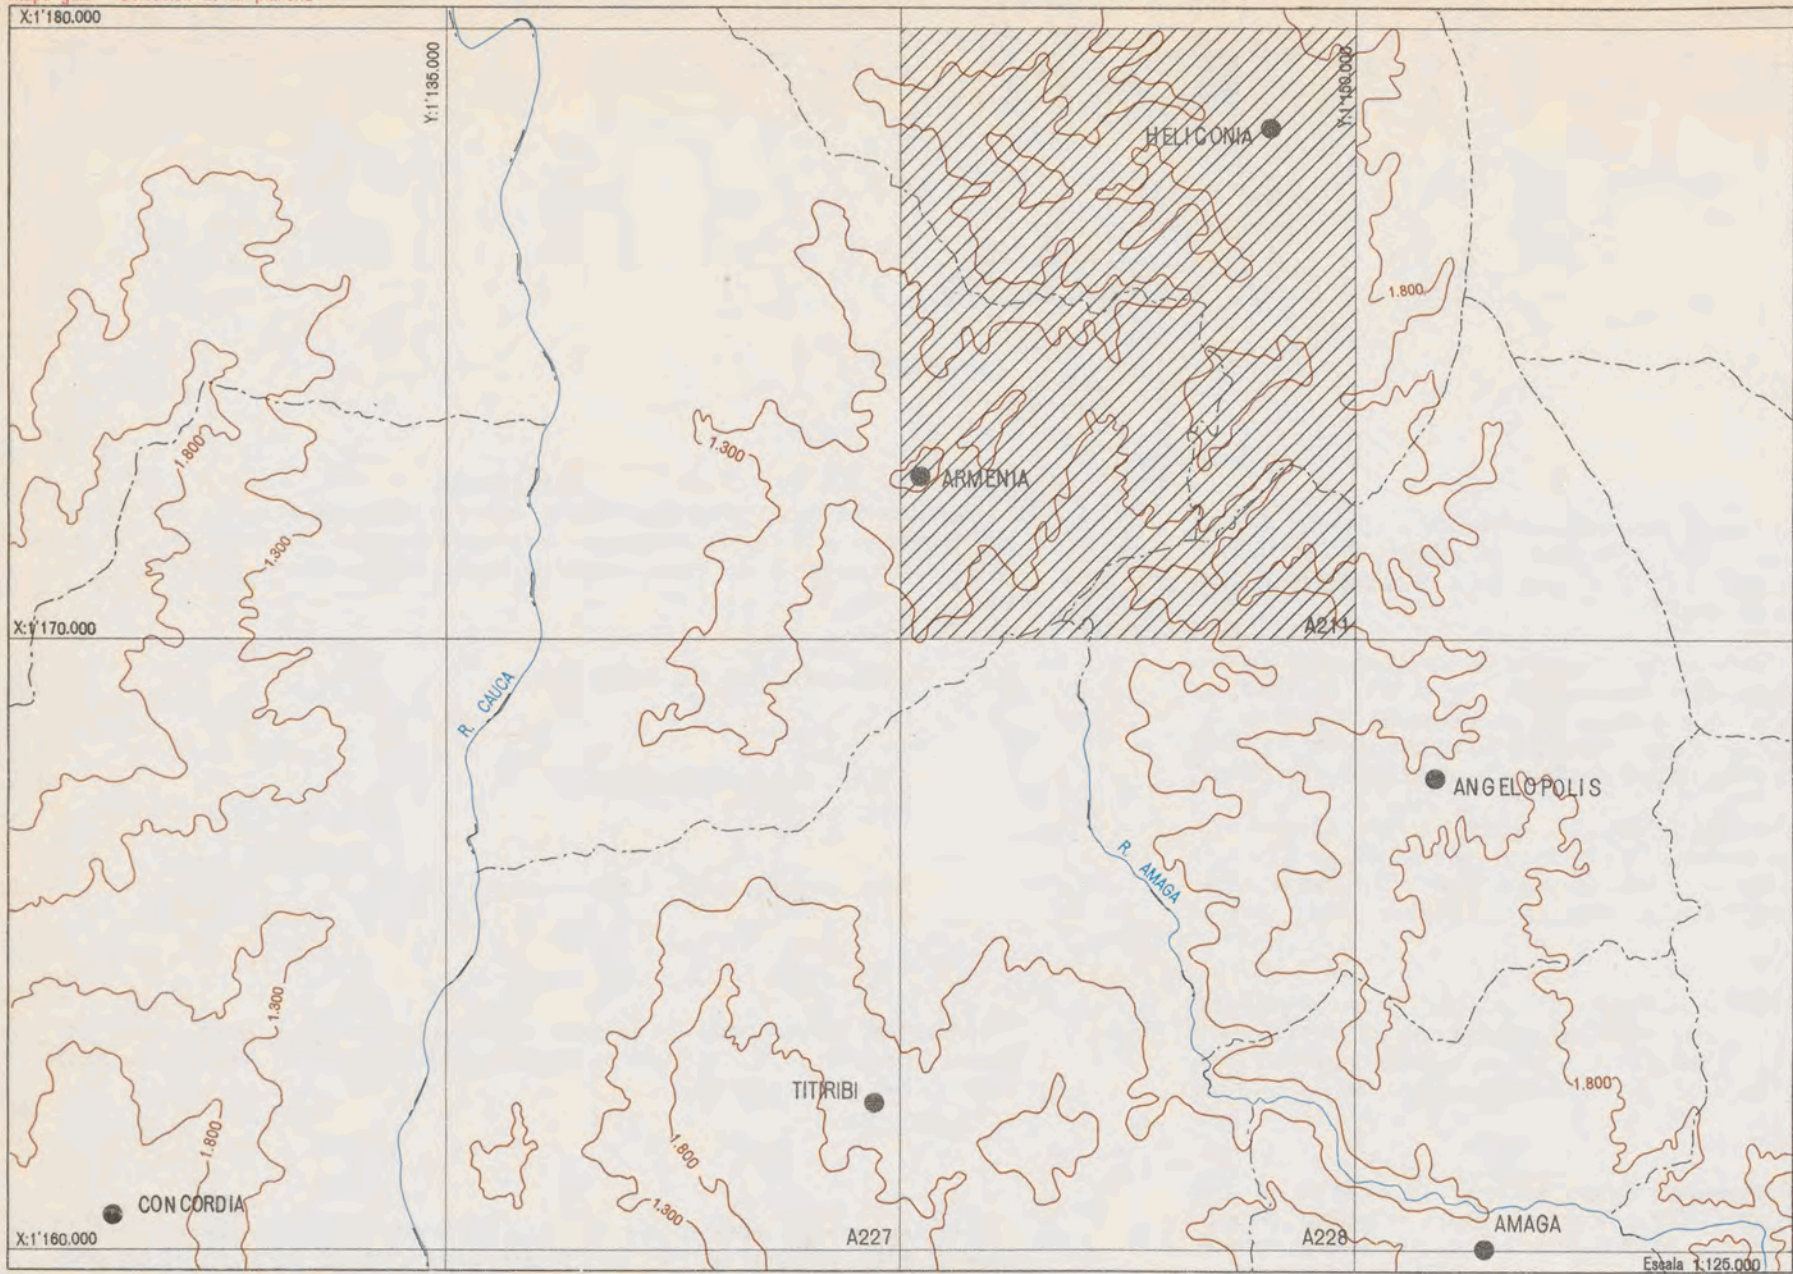 X:1'180.000
Y:1'135.000
Y:1'150.000
HELICONIA
1.800
1.800
1.300
ARMENIA
1.300
X:1'170.000
A211
R. CAUCA
ANGELOPOLIS
R. AMAGA
1.300
1.800
TITIRIBI
1.800
1.800
CONCORDIA
1.300
AMAGA
X:1'160.000
A227
A228
Escala 1:125.000